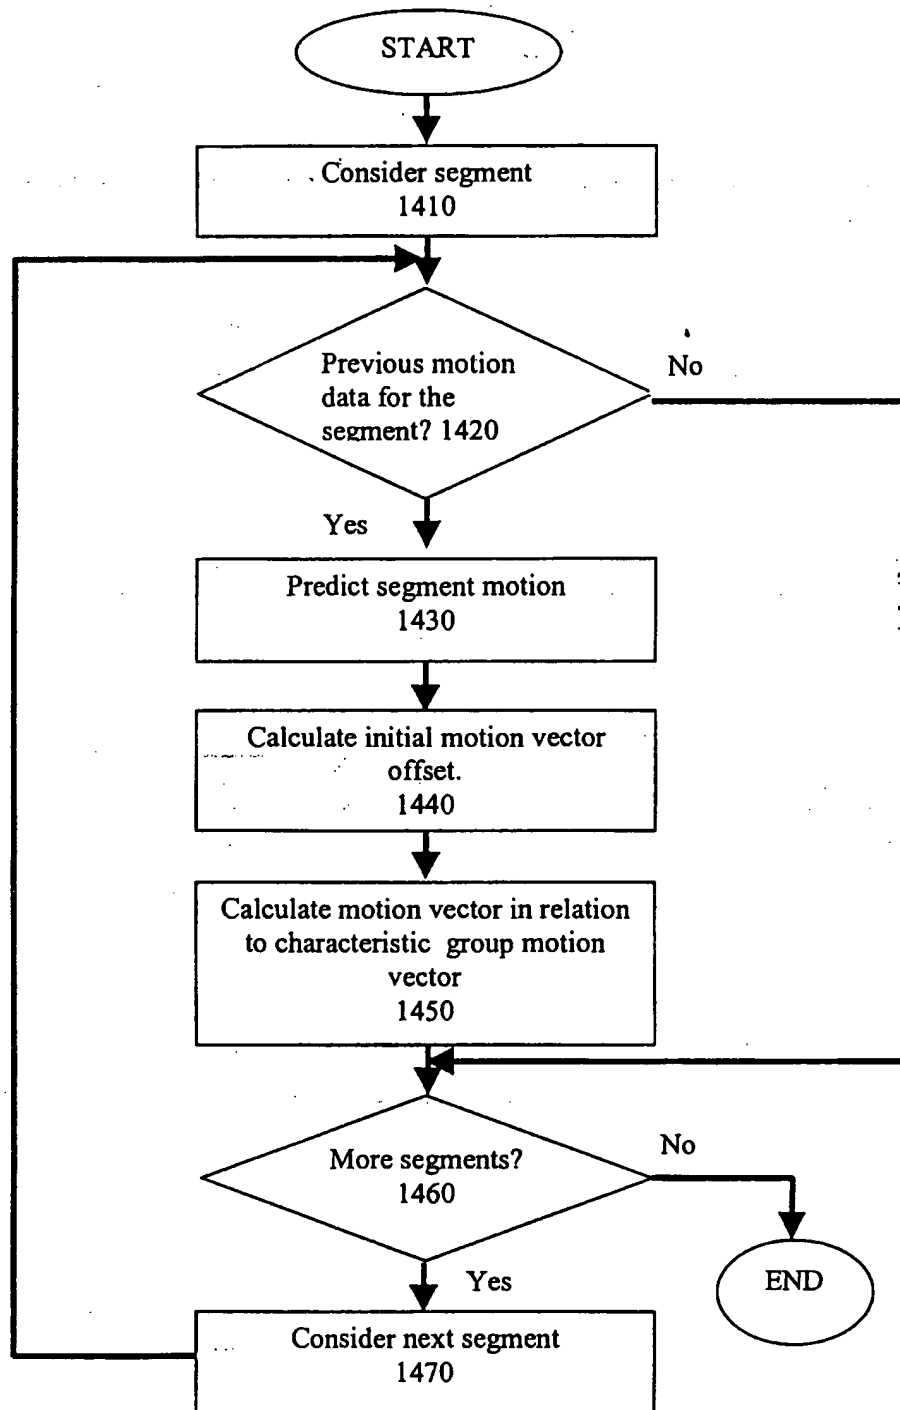 START
Consider segment
1410
Previous motion
data for the
segment? 1420
No
Yes
Predict segment motion
1430
Calculate initial motion vector
offset.
1440
Calculate motion vector in relation
to characteristic group motion
vector
1450
More segments?
1460
No
Yes
END
Consider next segment
1470